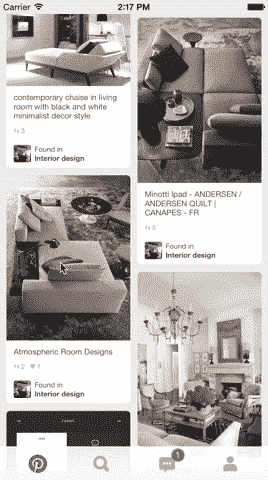 Carrier
2:17 PM
contemporary chaise in living
room with black and white
minimalist decor style
3
Found in
Interior design
Minotti Ipad - ANDERSEN /
ANDERSEN QUILT |
CANAPES - FR
5
Found in
Interior design
Atmospheric Room Designs
2 1
Found in
Interior design
1